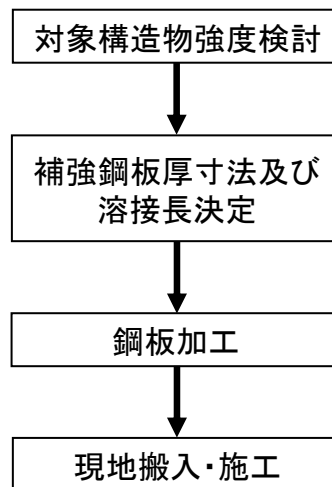 対象構造物強度検討
補強鋼板厚寸法及び
溶接長決定
鋼板加工
現地搬入・施工